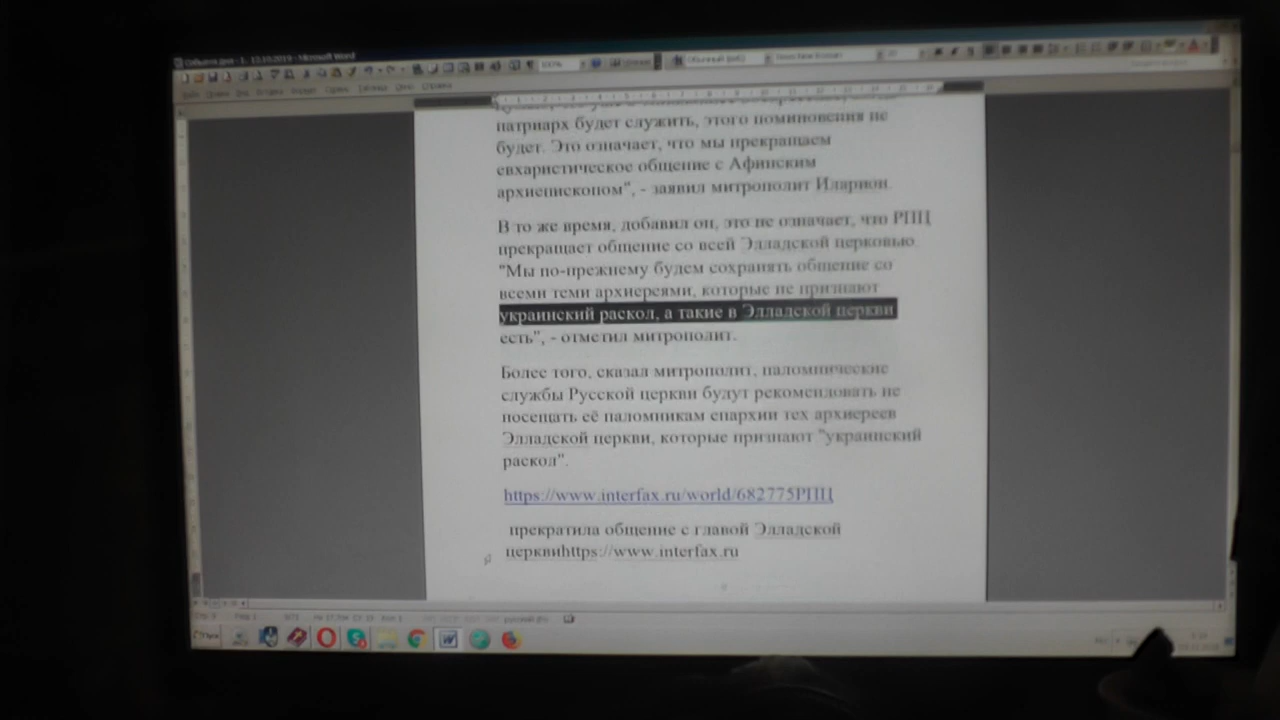 Microsoft Word
патриарх будет служить, этого поминовения не
будет. Это означает, что мы прекращаем
евхаристическое общение с Афинским
архиепископом", - заявил митрополит Иларион.
В то же время, добавил он, это не означает, что РПЦ
прекращает общение со всей Элладской церковью.
"Мы по-прежнему будем сохранять общение со
всеми теми архиереями, которые не признают
украинский раскол, а такие в Элладской церкви
есть", - отметил митрополит.
Более того, сказал митрополит, паломнические
службы Русской церкви будут рекомендовать не
посещать её паломникам епархии тех архиереев
Элладской церкви, которые признают "украинский
раскол".
https://www.interfax.ru/world/682775РПЦ
прекратила общение с главой Элладской
церквиhttps://www.interfax.ru